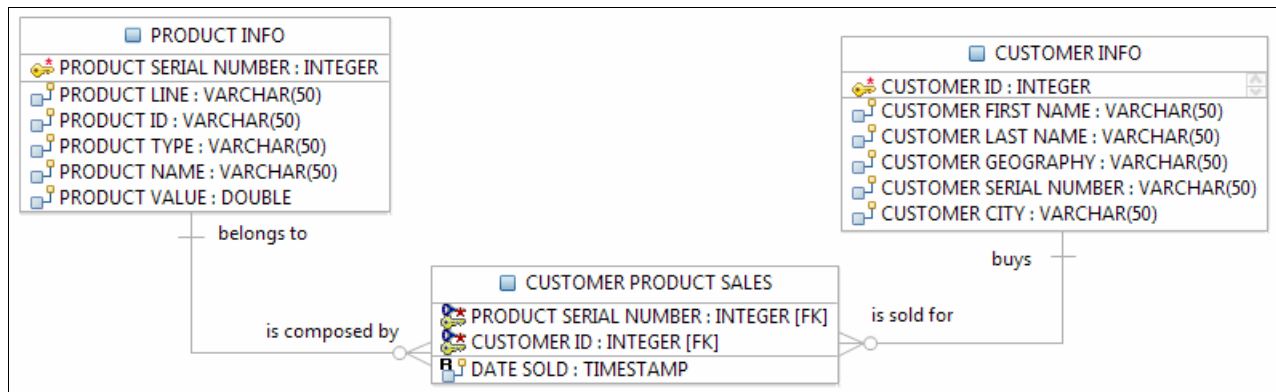 PRODUCT INFO
PRODUCT SERIAL NUMBER : INTEGER
PRODUCT LINE : VARCHAR(50)
PRODUCT ID : VARCHAR(50)
PRODUCT TYPE : VARCHAR(50)
PRODUCT NAME : VARCHAR(50)
PRODUCT VALUE : DOUBLE
CUSTOMER INFO
CUSTOMER ID : INTEGER
CUSTOMER FIRST NAME : VARCHAR(50)
CUSTOMER LAST NAME : VARCHAR(50)
CUSTOMER GEOGRAPHY : VARCHAR(50)
CUSTOMER SERIAL NUMBER : VARCHAR(50)
CUSTOMER CITY : VARCHAR(50)
belongs to
buys
is composed by
is sold for
CUSTOMER PRODUCT SALES
PRODUCT SERIAL NUMBER : INTEGER [FK]
CUSTOMER ID : INTEGER [FK]
R DATE SOLD : TIMESTAMP